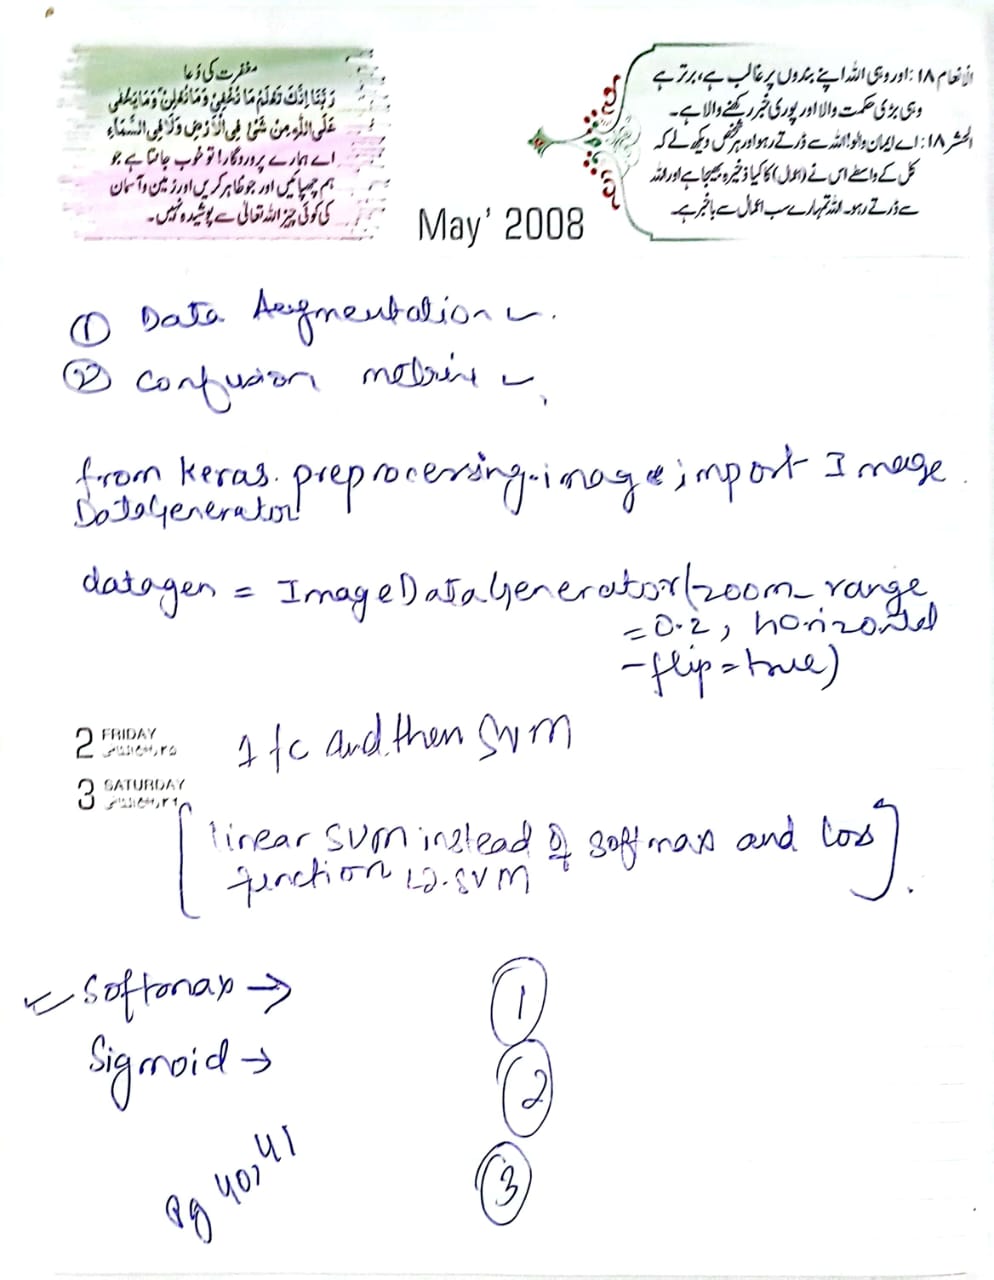 مغفرت کی دُعا
رَبَّنَا اِنَّكَ تَعْلَمُ مَا نُخْفِيْ وَمَا نُعْلِنُ وَمَا يَخْفٰى
عَلَى اللّٰهِ مِنْ شَيْءٍ فِى الْاَرْضِ وَلَا فِى السَّمَآءِ
اے ہمارے پروردگار! تو خوب جانتا ہے جو
ہم چھپائیں اور جو ظاہر کریں اور زمین و آسمان
کی کوئی چیز اللہ تعالیٰ سے پوشیدہ نہیں۔
الانعام ۱۸: اور وہی اللہ اپنے بندوں پر غالب ہے، برتر ہے
وہی بڑی حکمت والا اور پوری خبر رکھنے والا ہے۔
الحشر ۱۸: اے ایمان والو! اللہ سے ڈرتے رہو اور ہر شخص دیکھ لے کہ
کل کے واسطے اس نے (اعمال) کا کیا ذخیرہ بھیجا ہے اور اللہ
سے ڈرتے رہو۔ اللہ تمہارے سب اعمال سے باخبر ہے۔
May' 2008
① Data Augmentation
② Confusion metrix
from keras.preprocessing.image import Image
DataGenerator
datagen = ImageDataGenerator(zoom_range
=0.2, horizontal
_flip=true)
2 FRIDAY
1 fc and then SVM
3 SATURDAY
[linear SVM instead of softmax and loss
function L2.SVM].
Softmax →
①
Sigmoid →
②
Pg 40, 41
③